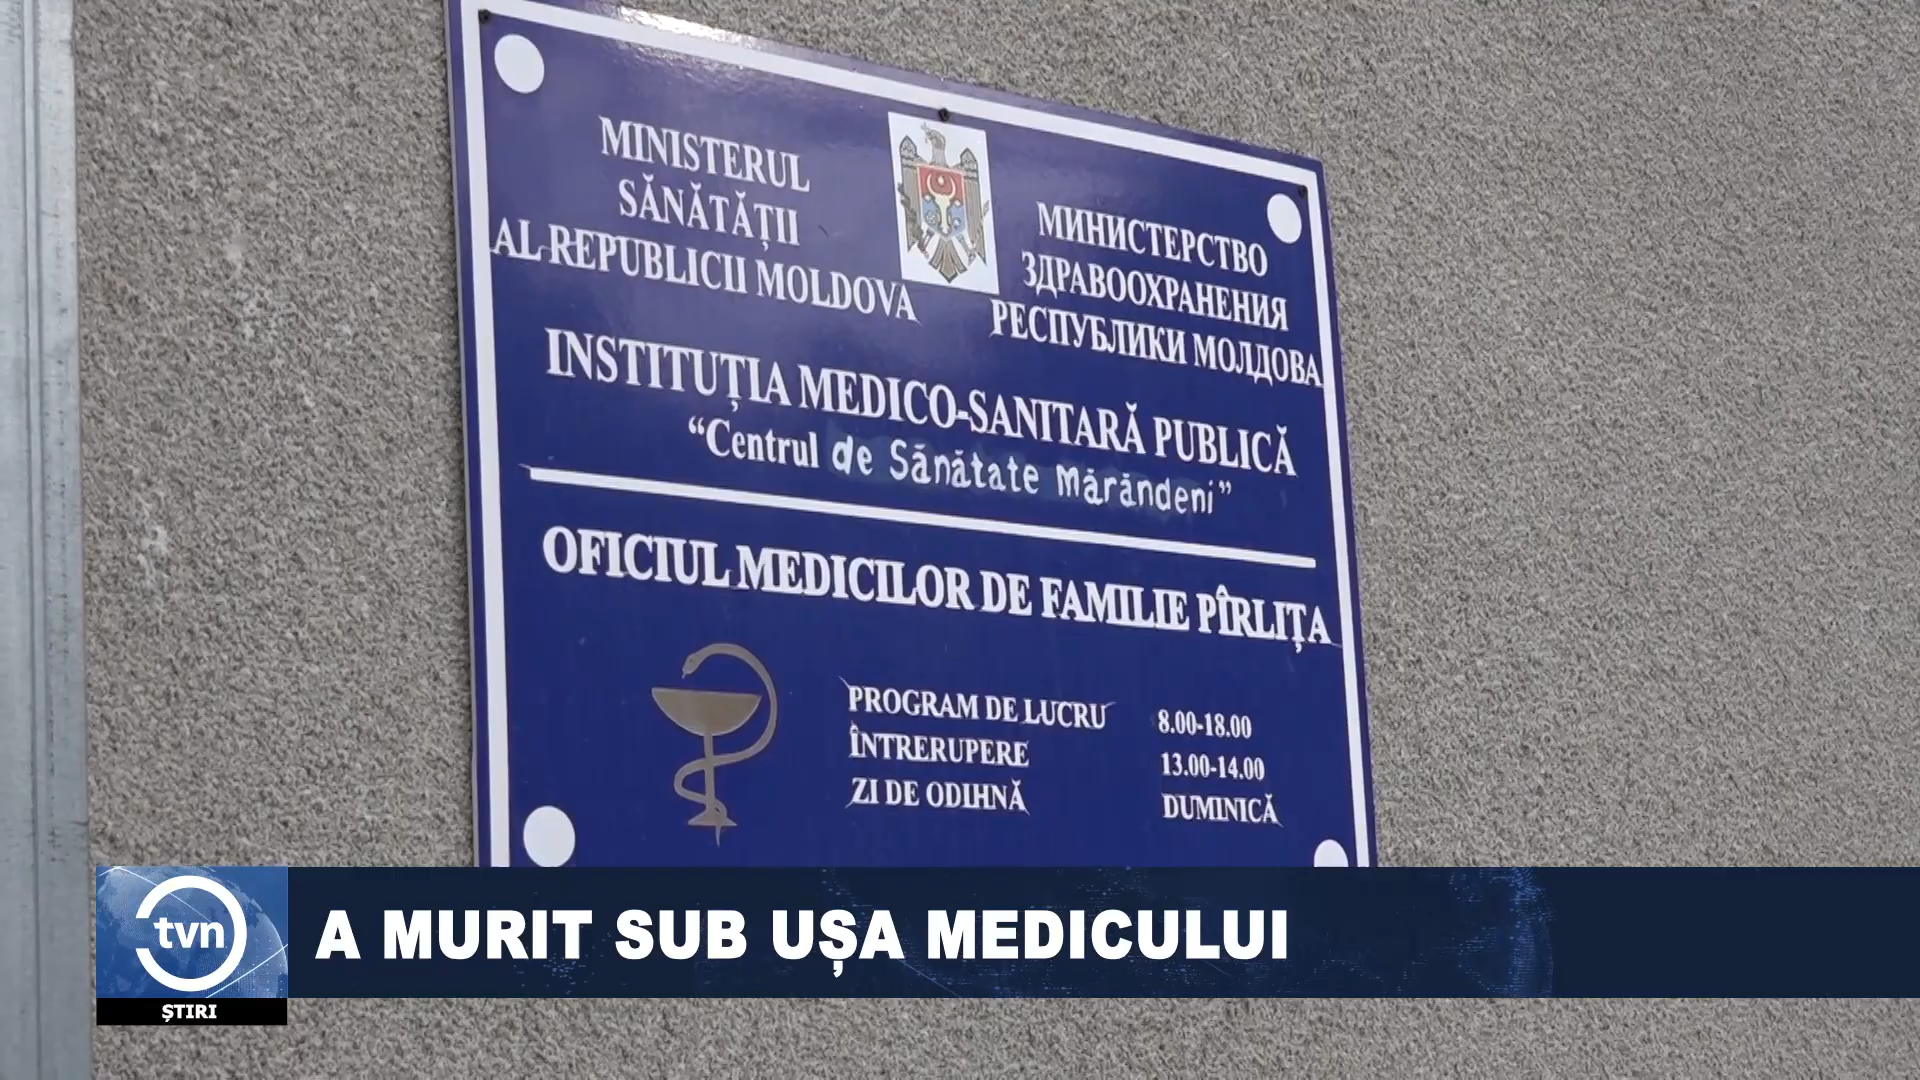 MINISTERUL
SĂNĂTĂȚII
AL REPUBLICII MOLDOVA
МИНИСТЕРСТВО
ЗДРАВООХРАНЕНИЯ
РЕСПУБЛИКИ МОЛДОВА
INSTITUȚIA MEDICO-SANITARĂ PUBLICĂ
“Centrul de Sănătate Mărăndeni”
OFICIUL MEDICILOR DE FAMILIE PÎRLIȚA
PROGRAM DE LUCRU 8.00-18.00
ÎNTRERUPERE 13.00-14.00
ZI DE ODIHNĂ DUMINICĂ
tvn
ȘTIRI
A MURIT SUB UȘA MEDICULUI